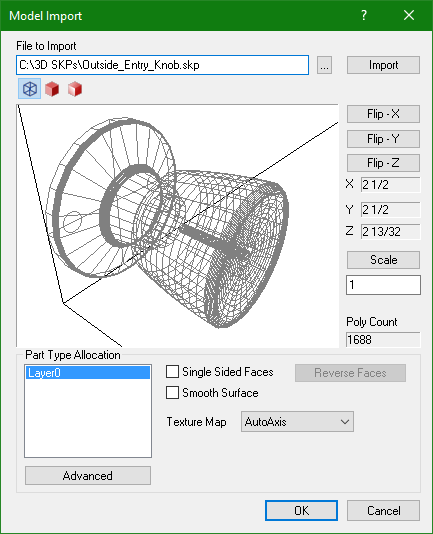 Model Import
? ×
File to Import
C:\3D SKPs\Outside_Entry_Knob.skp
...
Import
Flip - X
Flip - Y
Flip - Z
X 2 1/2
Y 2 1/2
Z 2 13/32
Scale
1
Poly Count
1688
Part Type Allocation
Layer0
Single Sided Faces
Reverse Faces
Smooth Surface
Texture Map AutoAxis
Advanced
OK
Cancel